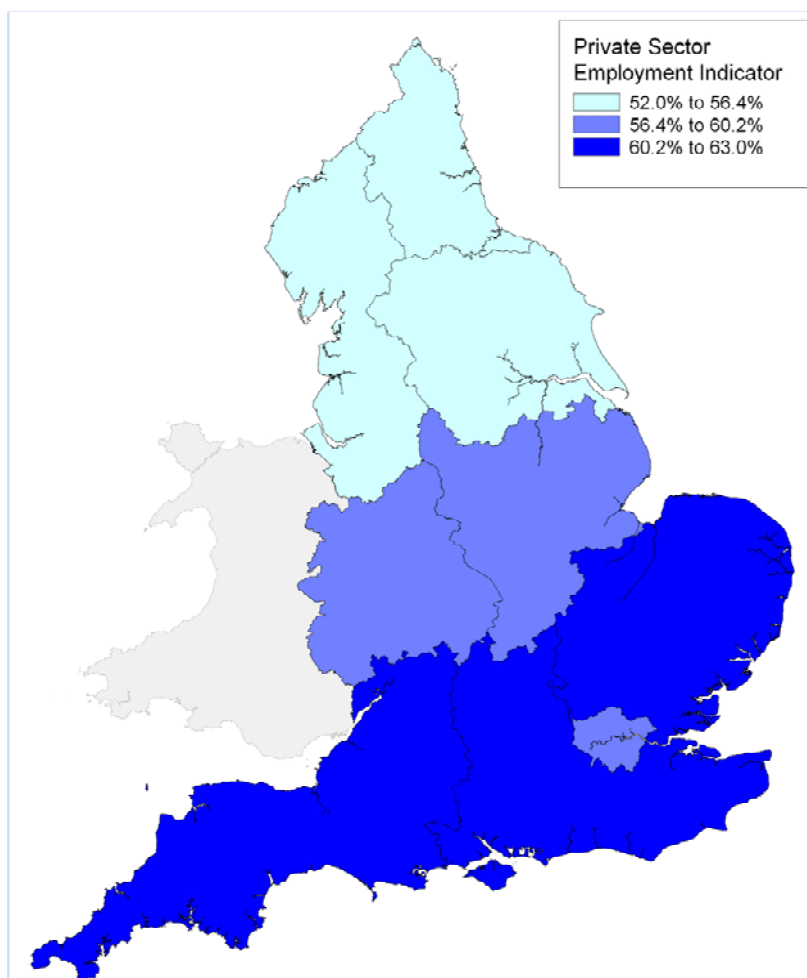 Private Sector
Employment Indicator
52.0% to 56.4%
56.4% to 60.2%
60.2% to 63.0%